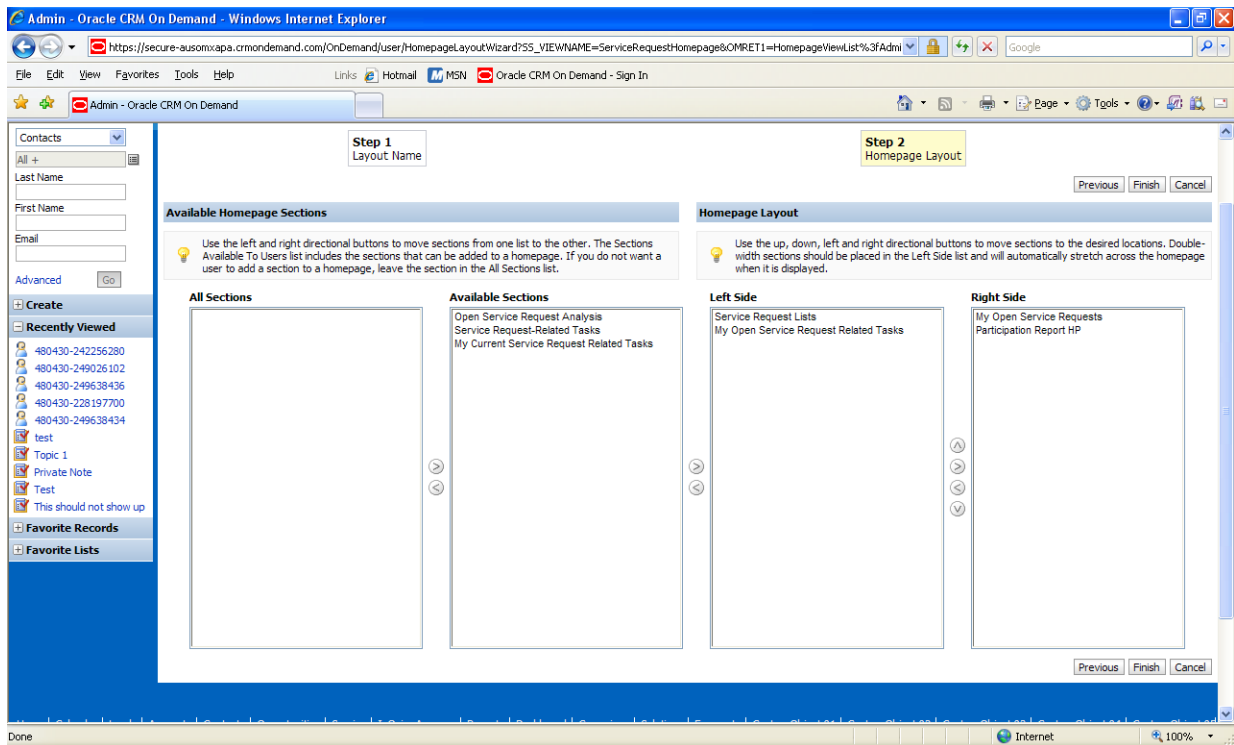 Admin - Oracle CRM On Demand - Windows Internet Explorer
https://secure-ausomxapa.crmondemand.com/OnDemand/user/HomepageLayoutWizard?SS_VIEWNAME=ServiceRequestHomepage&OMRET1=HomepageViewList%3fAdmi
Google
File Edit View Favorites Tools Help
Links Hotmail MSN Oracle CRM On Demand - Sign In
Admin - Oracle CRM On Demand
Page Tools
Contacts
All +
Last Name
First Name
Email
Advanced Go
Create
Recently Viewed
480430-242256280
480430-249026102
480430-249638436
480430-228197700
480430-249638434
test
Topic 1
Private Note
Test
This should not show up
Favorite Records
Favorite Lists
Step 1
Layout Name
Step 2
Homepage Layout
Previous Finish Cancel
Available Homepage Sections
Use the left and right directional buttons to move sections from one list to the other. The Sections
Available To Users list includes the sections that can be added to a homepage. If you do not want a
user to add a section to a homepage, leave the section in the All Sections list.
Homepage Layout
Use the up, down, left and right directional buttons to move sections to the desired locations. Double-
width sections should be placed in the Left Side list and will automatically stretch across the homepage
when it is displayed.
All Sections
Available Sections
Open Service Request Analysis
Service Request-Related Tasks
My Current Service Request Related Tasks
Left Side
Service Request Lists
My Open Service Request Related Tasks
Right Side
My Open Service Requests
Participation Report HP
Previous Finish Cancel
Done
Internet
100%